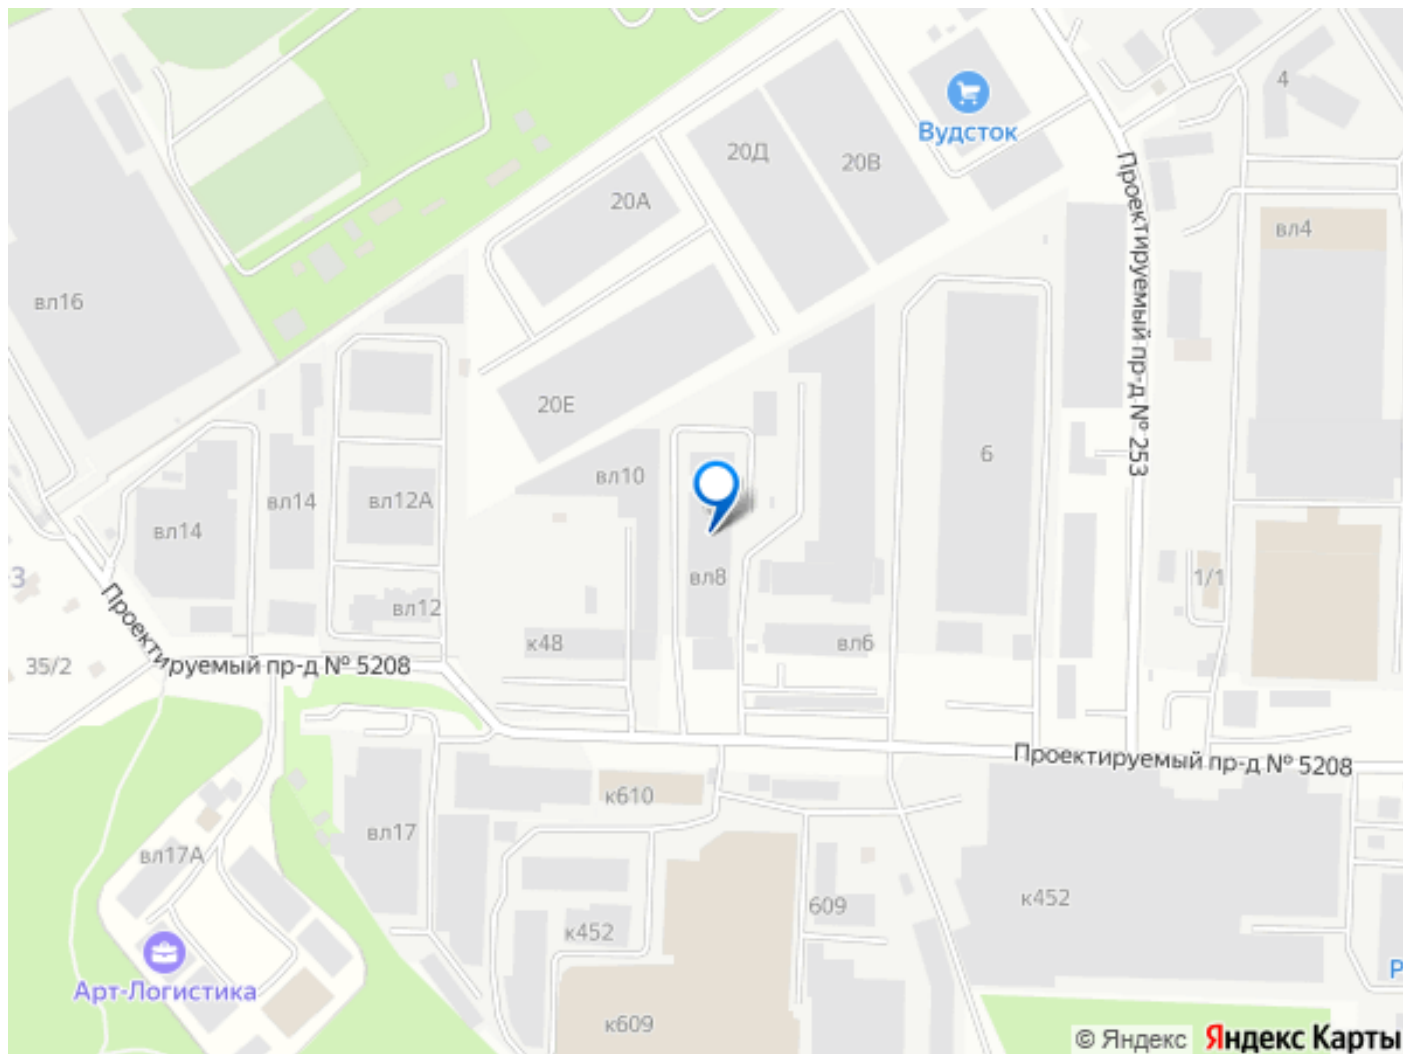 4
Вудсток
20Д
20В
20А
вл4
вл16
Проектируемый пр-д № 253
20Е
6
вл10
вл14
вл12А
вл14
вл8
1/1
3
вл12
к48
вл6
35/2
Проектируемый пр-д № 5208
Проектируемый пр-д № 5208
к610
вл17
вл17А
к452
609
к452
Арт-Логистика
Р
к609
© Яндекс Яндекс Карты